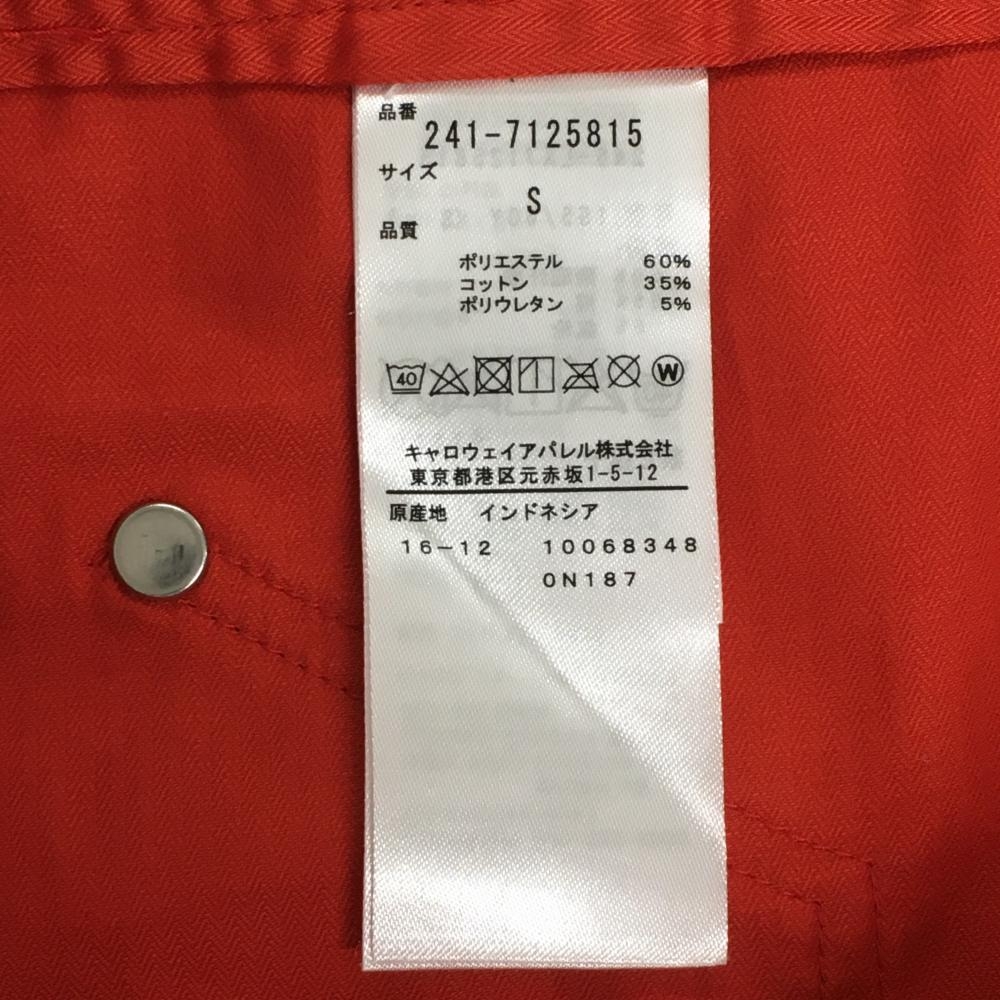 品番
241-7125815
サイズ
S
品質
ポリエステル 60%
コットン 35%
ポリウレタン 5%
40 W
キャロウェイアパレル株式会社
東京都港区元赤坂1-5-12
原産地 インドネシア
16-12 10068348
0N187